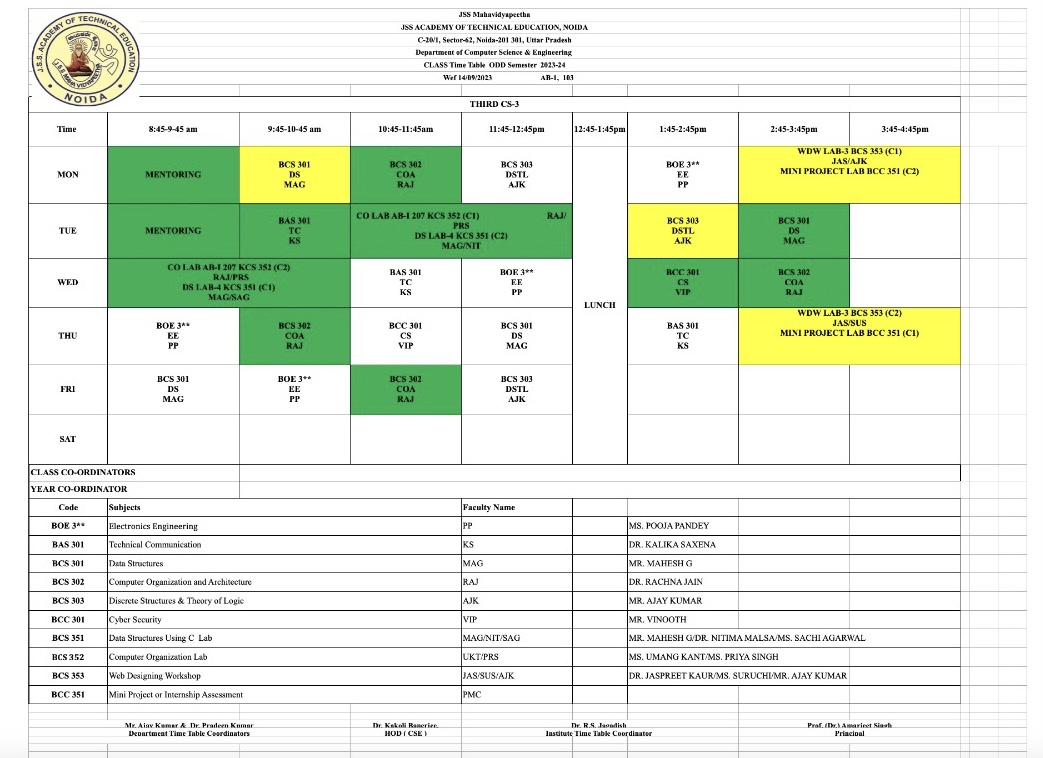 J.S.S. ACADEMY OF TECHNICAL EDUCATION,
NOIDA
JSS Mahavidyapeetha
JSS ACADEMY OF TECHNICAL EDUCATION, NOIDA
C-20/1, Sector-62, Noida-201 301, Uttar Pradesh
Department of Computer Science & Engineering
CLASS Time Table ODD Semester 2023-24
Wef 14/09/2023 AB-1, 103
THIRD CS-3
Time 8:45-9-45 am 9:45-10-45 am 10:45-11:45am 11:45-12:45pm 12:45-1:45pm 1:45-2:45pm 2:45-3:45pm 3:45-4:45pm
MON
MENTORING
BCS 301
DS
MAG
BCS 302
COA
RAJ
BCS 303
DSTL
AJK
BOE 3**
EE
PP
WDW LAB-3 BCS 353 (C1)
JAS/AJK
MINI PROJECT LAB BCC 351 (C2)
TUE
MENTORING
BAS 301
TC
KS
CO LAB AB-I 207 KCS 352 (C1) RAJ/
PRS
DS LAB-4 KCS 351 (C2)
MAG/NIT
BCS 303
DSTL
AJK
BCS 301
DS
MAG
WED
CO LAB AB-I 207 KCS 352 (C2)
RAJ/PRS
DS LAB-4 KCS 351 (C1)
MAG/SAG
BAS 301
TC
KS
BOE 3**
EE
PP
LUNCH
BCC 301
CS
VIP
BCS 302
COA
RAJ
THU
BOE 3**
EE
PP
BCS 302
COA
RAJ
BCC 301
CS
VIP
BCS 301
DS
MAG
BAS 301
TC
KS
WDW LAB-3 BCS 353 (C2)
JAS/SUS
MINI PROJECT LAB BCC 351 (C1)
FRI
BCS 301
DS
MAG
BOE 3**
EE
PP
BCS 302
COA
RAJ
BCS 303
DSTL
AJK
SAT
CLASS CO-ORDINATORS
YEAR CO-ORDINATOR
Code Subjects Faculty Name
BOE 3** Electronics Engineering PP MS. POOJA PANDEY
BAS 301 Technical Communication KS DR. KALIKA SAXENA
BCS 301 Data Structures MAG MR. MAHESH G
BCS 302 Computer Organization and Architecture RAJ DR. RACHNA JAIN
BCS 303 Discrete Structures & Theory of Logic AJK MR. AJAY KUMAR
BCC 301 Cyber Security VIP MR. VINOOTH
BCS 351 Data Structures Using C Lab MAG/NIT/SAG MR. MAHESH G/DR. NITIMA MALSA/MS. SACHI AGARWAL
BCS 352 Computer Organization Lab UKT/PRS MS. UMANG KANT/MS. PRIYA SINGH
BCS 353 Web Designing Workshop JAS/SUS/AJK DR. JASPREET KAUR/MS. SURUCHI/MR. AJAY KUMAR
BCC 351 Mini Project or Internship Assessment PMC
Mr. Ajay Kumar & Dr. Pradeep Kumar Dr. Kakoli Banerjee, Dr. R.S. Jagadish Prof. (Dr.) Amarjeet Singh
Department Time Table Coordinators HOD ( CSE ) Institute Time Table Coordinator Principal